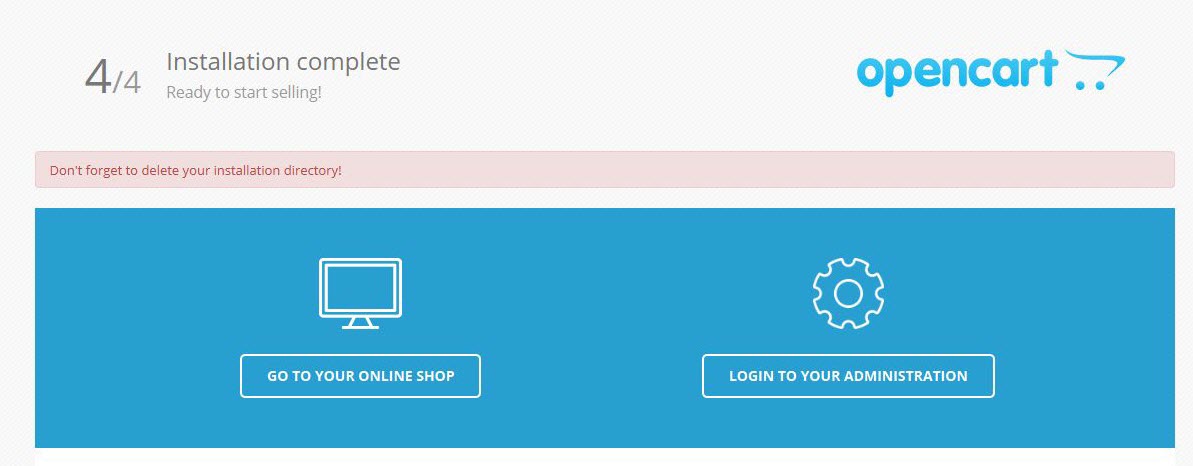 4/4
Installation complete
Ready to start selling!
opencart
Don't forget to delete your installation directory!
GO TO YOUR ONLINE SHOP
LOGIN TO YOUR ADMINISTRATION